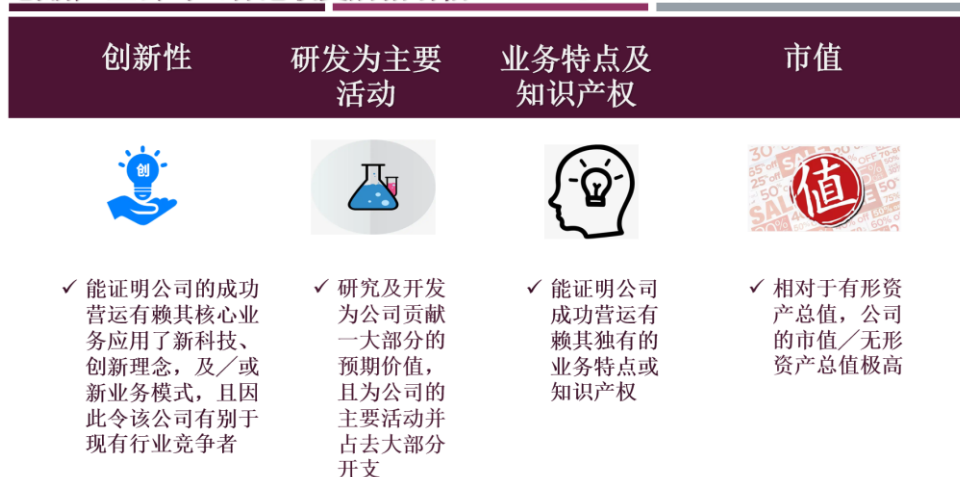 创新性
研发为主要
活动
业务特点及
知识产权
市值
创
值
✓ 能证明公司的成功
营运有赖其核心业
务应用了新科技、
创新理念，及／或
新业务模式，且因
此令该公司有别于
现有行业竞争者
✓ 研究及开发
为公司贡献
一大部分的
预期价值，
且为公司的
主要活动并
占去大部分
开支
✓ 能证明公司
成功营运有
赖其独有的
业务特点或
知识产权
✓ 相对于有形资
产总值，公司
的市值／无形
资产总值极高